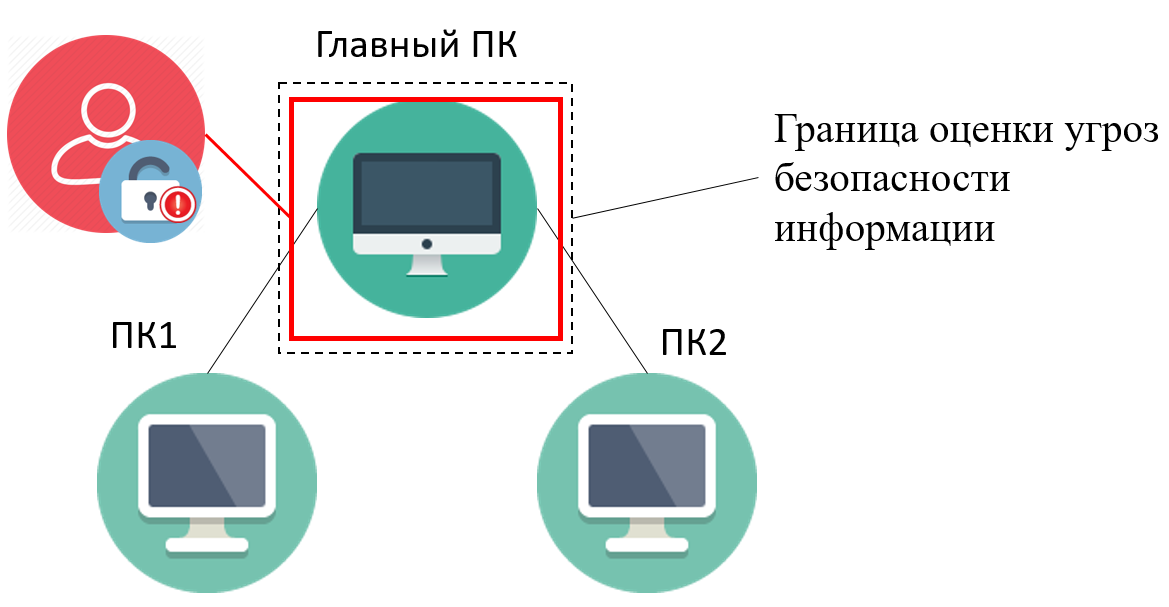 Главный ПК
Граница оценки угроз
безопасности
информации
ПК1
ПК2